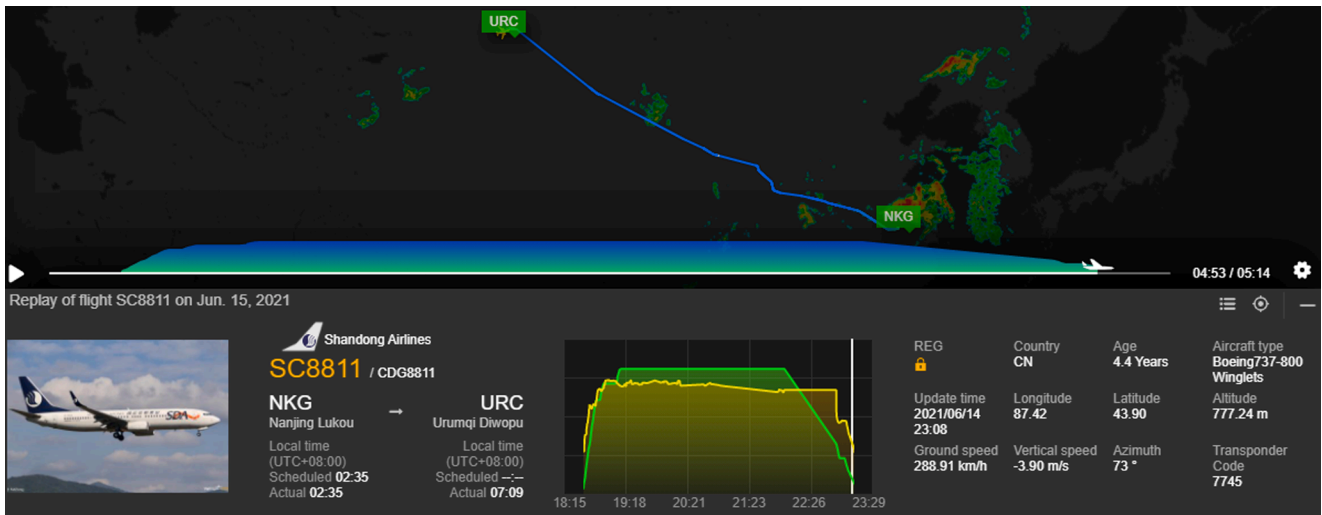 URC
NKG
04:53 / 05:14
Replay of flight SC8811 on Jun. 15, 2021
Shandong Airlines
SC8811 / CDG8811
NKG
URC
Nanjing Lukou
Urumqi Diwopu
Local time
(UTC+08:00)
Scheduled 02:35
Actual 02:35
Local time
(UTC+08:00)
Scheduled --:--
Actual 07:09
18:15 19:18 20:21 21:23 22:26 23:29
REG
Country
CN
Age
4.4 Years
Aircraft type
Boeing737-800
Winglets
Update time
2021/06/14
23:08
Longitude
87.42
Latitude
43.90
Altitude
777.24 m
Ground speed
288.91 km/h
Vertical speed
-3.90 m/s
Azimuth
73 °
Transponder
Code
7745
SDA